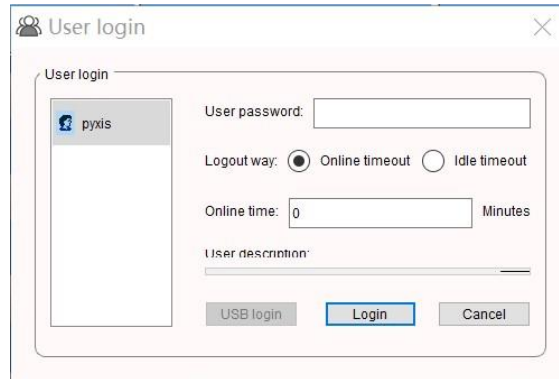 User login
User login
pyxis
User password:
Logout way: Online timeout Idle timeout
Online time: 0 Minutes
User description:
USB login Login Cancel